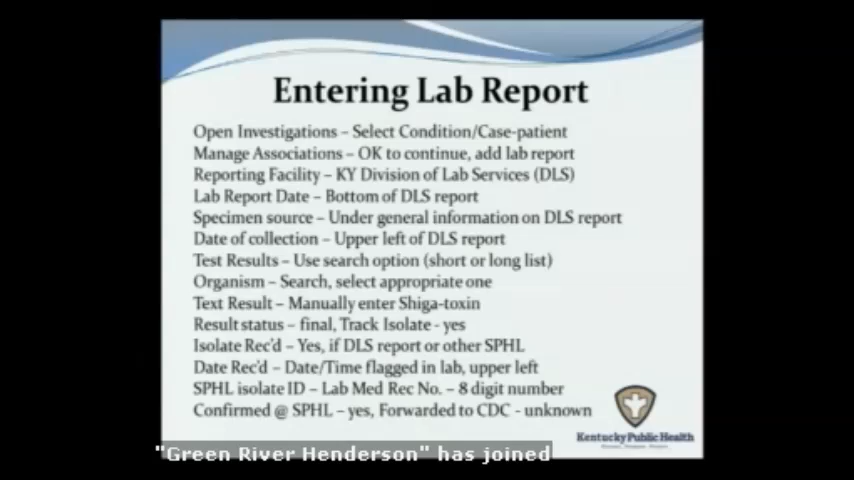 Entering Lab Report
Open Investigations – Select Condition/Case-patient
Manage Associations – OK to continue, add lab report
Reporting Facility – KY Division of Lab Services (DLS)
Lab Report Date – Bottom of DLS report
Specimen source – Under general information on DLS report
Date of collection – Upper left of DLS report
Test Results – Use search option (short or long list)
Organism – Search, select appropriate one
Text Result – Manually enter Shiga-toxin
Result status – final, Track Isolate - yes
Isolate Rec'd – Yes, if DLS report or other SPHL
Date Rec'd – Date/Time flagged in lab, upper left
SPHL isolate ID – Lab Med Rec No. – 8 digit number
Confirmed @ SPHL – yes, Forwarded to CDC - unknown
Kentucky Public Health
"Green River Henderson" has joined